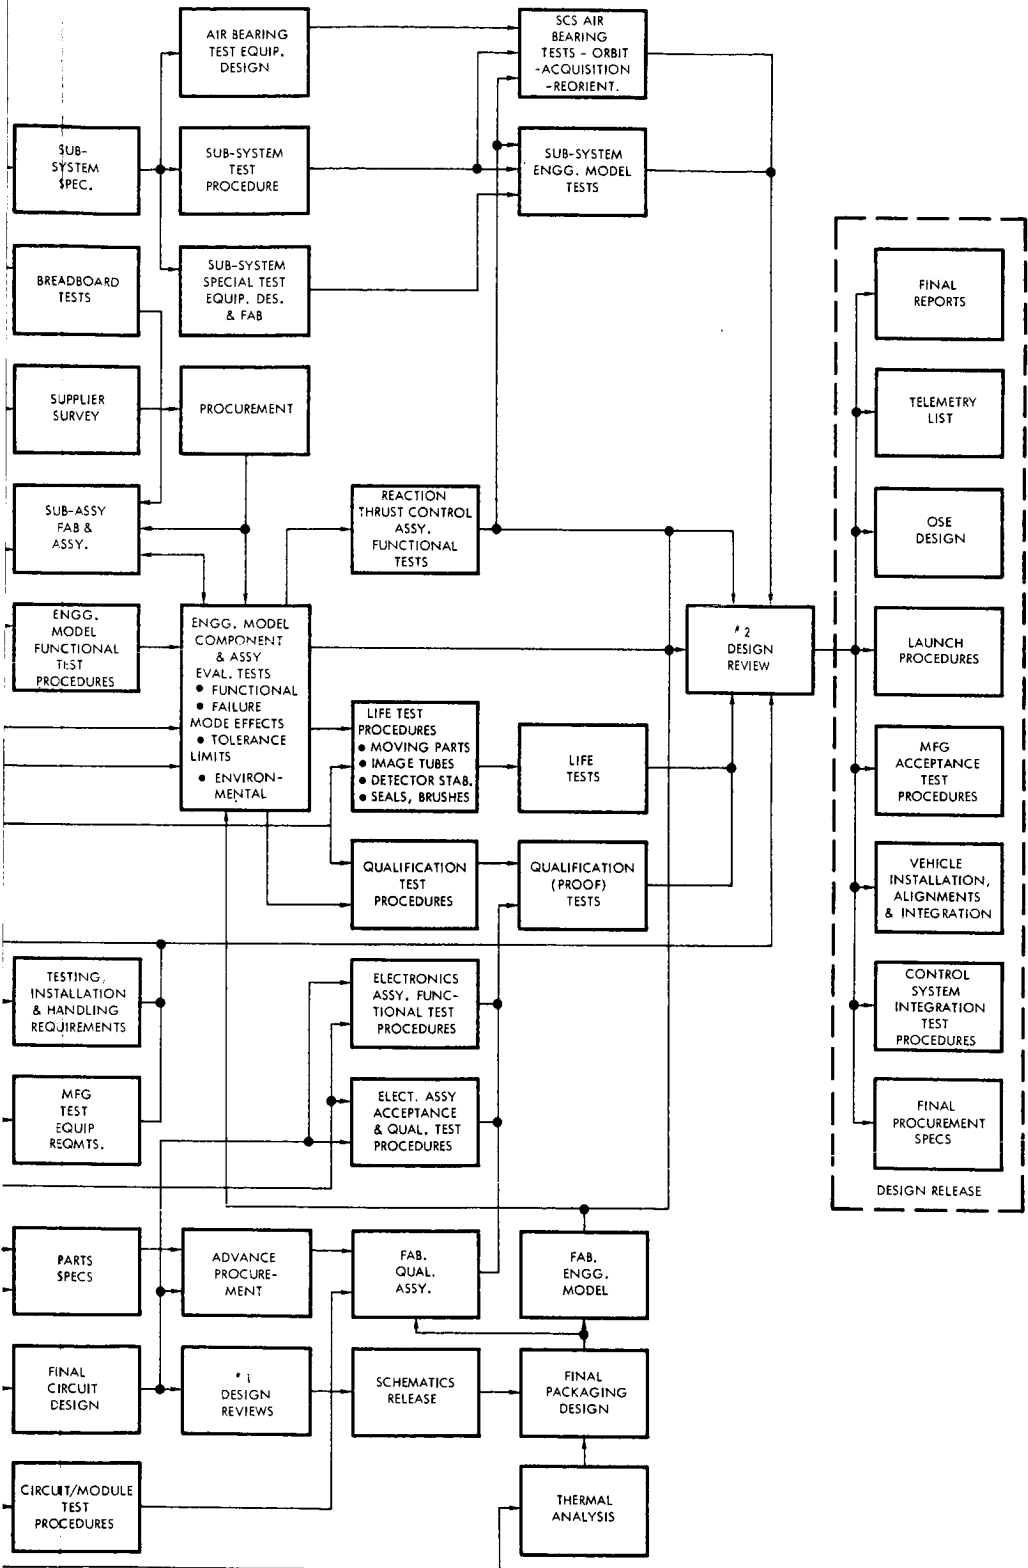 AIR BEARING
TEST EQUIP.
DESIGN
SCS AIR
BEARING
TESTS - ORBIT
-ACQUISITION
-REORIENT.
SUB-
SYSTEM
SPEC.
SUB-SYSTEM
TEST
PROCEDURE
SUB-SYSTEM
ENGG. MODEL
TESTS
BREADBOARD
TESTS
SUB-SYSTEM
SPECIAL TEST
EQUIP. DES.
& FAB
FINAL
REPORTS
SUPPLIER
SURVEY
PROCUREMENT
TELEMETRY
LIST
SUB-ASSY
FAB &
ASSY.
REACTION
THRUST CONTROL
ASSY.
FUNCTIONAL
TESTS
OSE
DESIGN
ENGG.
MODEL
FUNCTIONAL
TEST
PROCEDURES
ENGG. MODEL
COMPONENT
& ASSY
EVAL. TESTS
● FUNCTIONAL
● FAILURE
MODE EFFECTS
● TOLERANCE
LIMITS
● ENVIRON-
MENTAL
#2
DESIGN
REVIEW
LAUNCH
PROCEDURES
LIFE TEST
PROCEDURES
● MOVING PARTS
● IMAGE TUBES
● DETECTOR STAB.
● SEALS, BRUSHES
LIFE
TESTS
MFG
ACCEPTANCE
TEST
PROCEDURES
QUALIFICATION
TEST
PROCEDURES
QUALIFICATION
(PROOF)
TESTS
VEHICLE
INSTALLATION,
ALIGNMENTS
& INTEGRATION
TESTING,
INSTALLATION
& HANDLING
REQUIREMENTS
ELECTRONICS
ASSY. FUNC-
TIONAL TEST
PROCEDURES
CONTROL
SYSTEM
INTEGRATION
TEST
PROCEDURES
MFG
TEST
EQUIP
REQMTS.
ELECT. ASSY
ACCEPTANCE
& QUAL. TEST
PROCEDURES
FINAL
PROCUREMENT
SPECS
DESIGN RELEASE
PARTS
SPECS
ADVANCE
PROCURE-
MENT
FAB.
QUAL.
ASSY.
FAB.
ENGG.
MODEL
FINAL
CIRCUIT
DESIGN
#1
DESIGN
REVIEWS
SCHEMATICS
RELEASE
FINAL
PACKAGING
DESIGN
CIRCUIT/MODULE
TEST
PROCEDURES
THERMAL
ANALYSIS